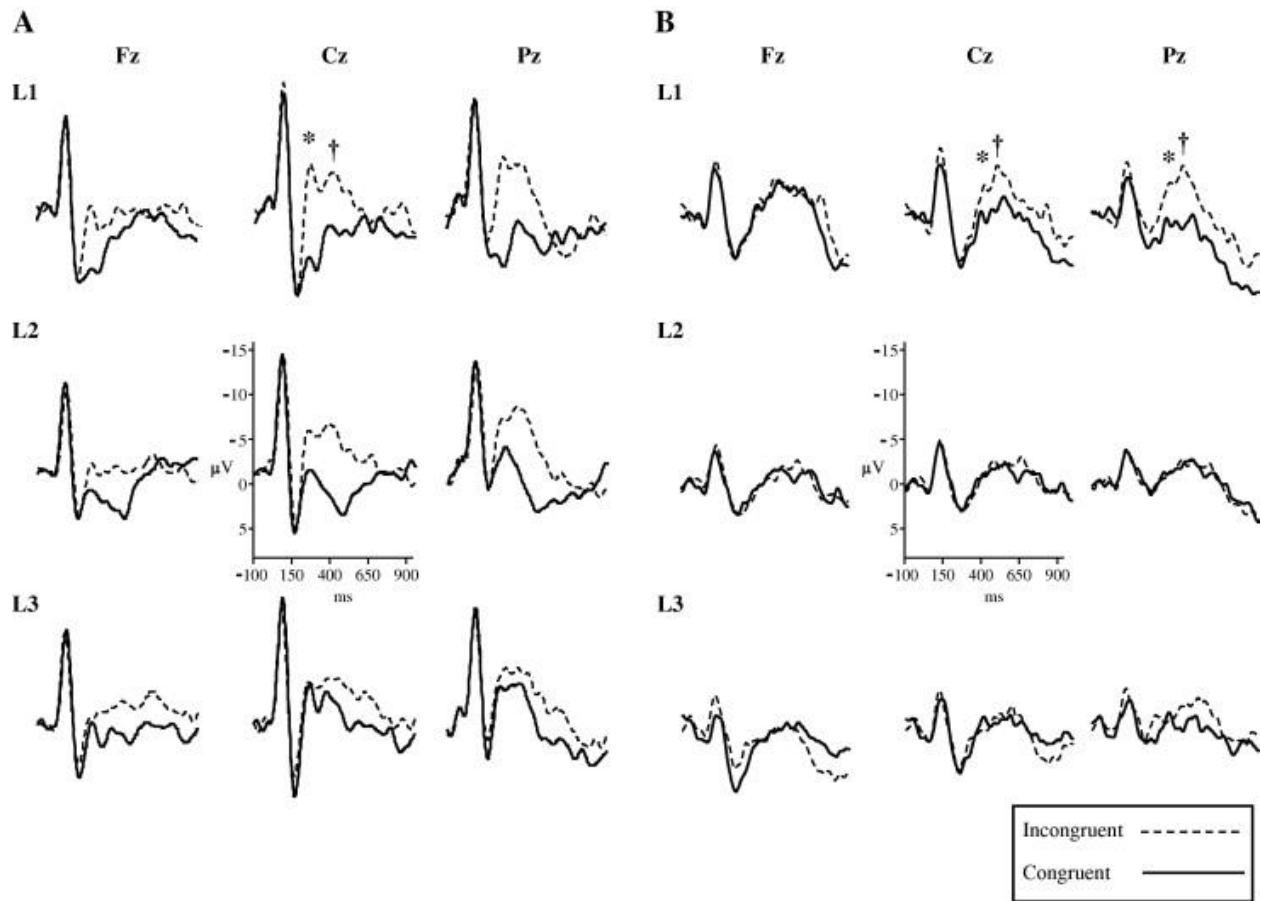 A
Fz Cz Pz
L1
* †
L2
-15
-10
-5
μV
0
5
-100 150 400 650 900
ms
L3
B
Fz Cz Pz
L1
* † * †
L2
-15
-10
-5
μV
0
5
-100 150 400 650 900
ms
L3
Incongruent
Congruent